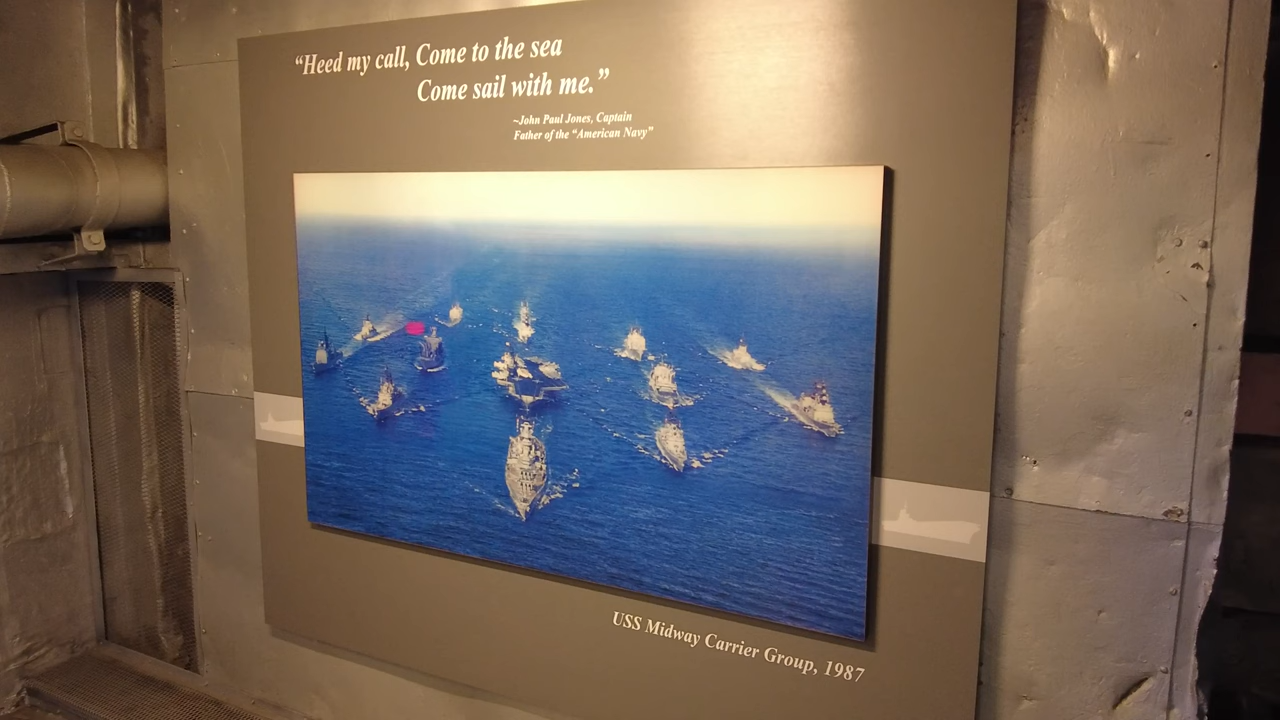 “Heed my call, Come to the sea
Come sail with me.”
~John Paul Jones, Captain
Father of the “American Navy”
USS Midway Carrier Group, 1987